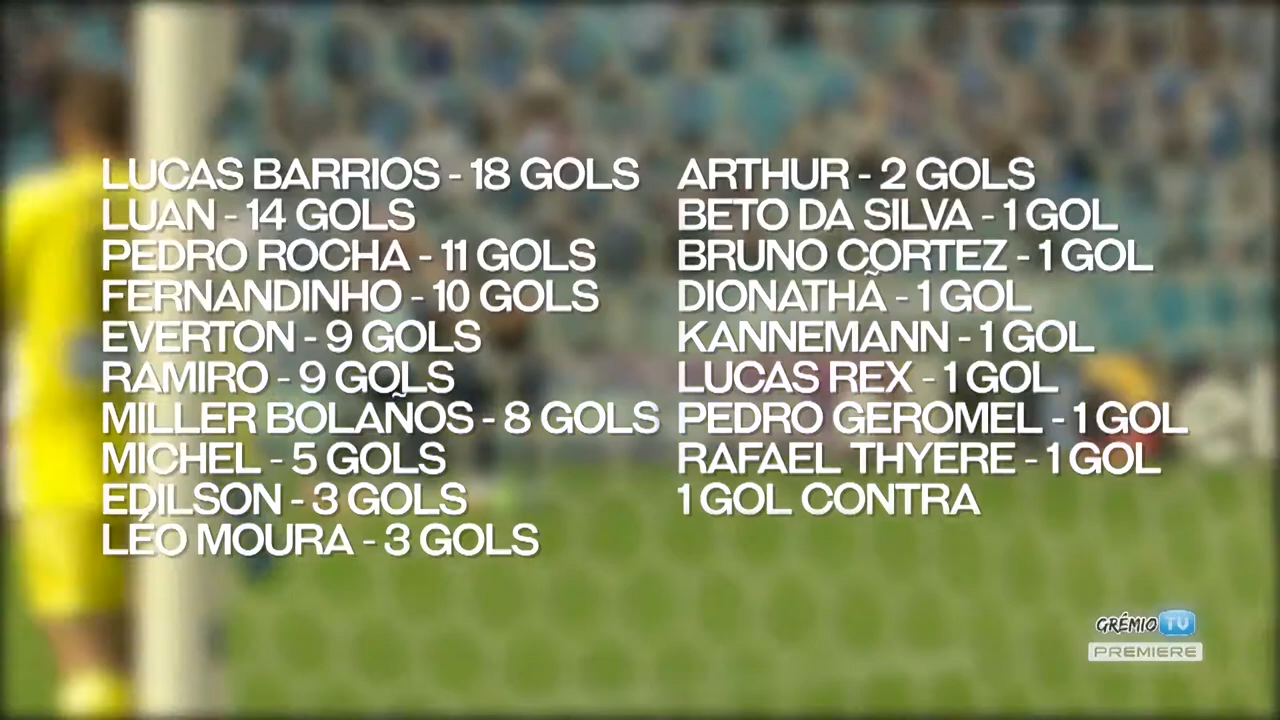 LUCAS BARRIOS - 18 GOLS
LUAN - 14 GOLS
PEDRO ROCHA - 11 GOLS
FERNANDINHO - 10 GOLS
EVERTON - 9 GOLS
RAMIRO - 9 GOLS
MILLER BOLAÑOS - 8 GOLS
MICHEL - 5 GOLS
EDILSON - 3 GOLS
LÉO MOURA - 3 GOLS
ARTHUR - 2 GOLS
BETO DA SILVA - 1 GOL
BRUNO CORTEZ - 1 GOL
DIONATHÃ - 1 GOL
KANNEMANN - 1 GOL
LUCAS REX - 1 GOL
PEDRO GEROMEL - 1 GOL
RAFAEL THYERE - 1 GOL
1 GOL CONTRA
GRÊMIO TV
PREMIERE